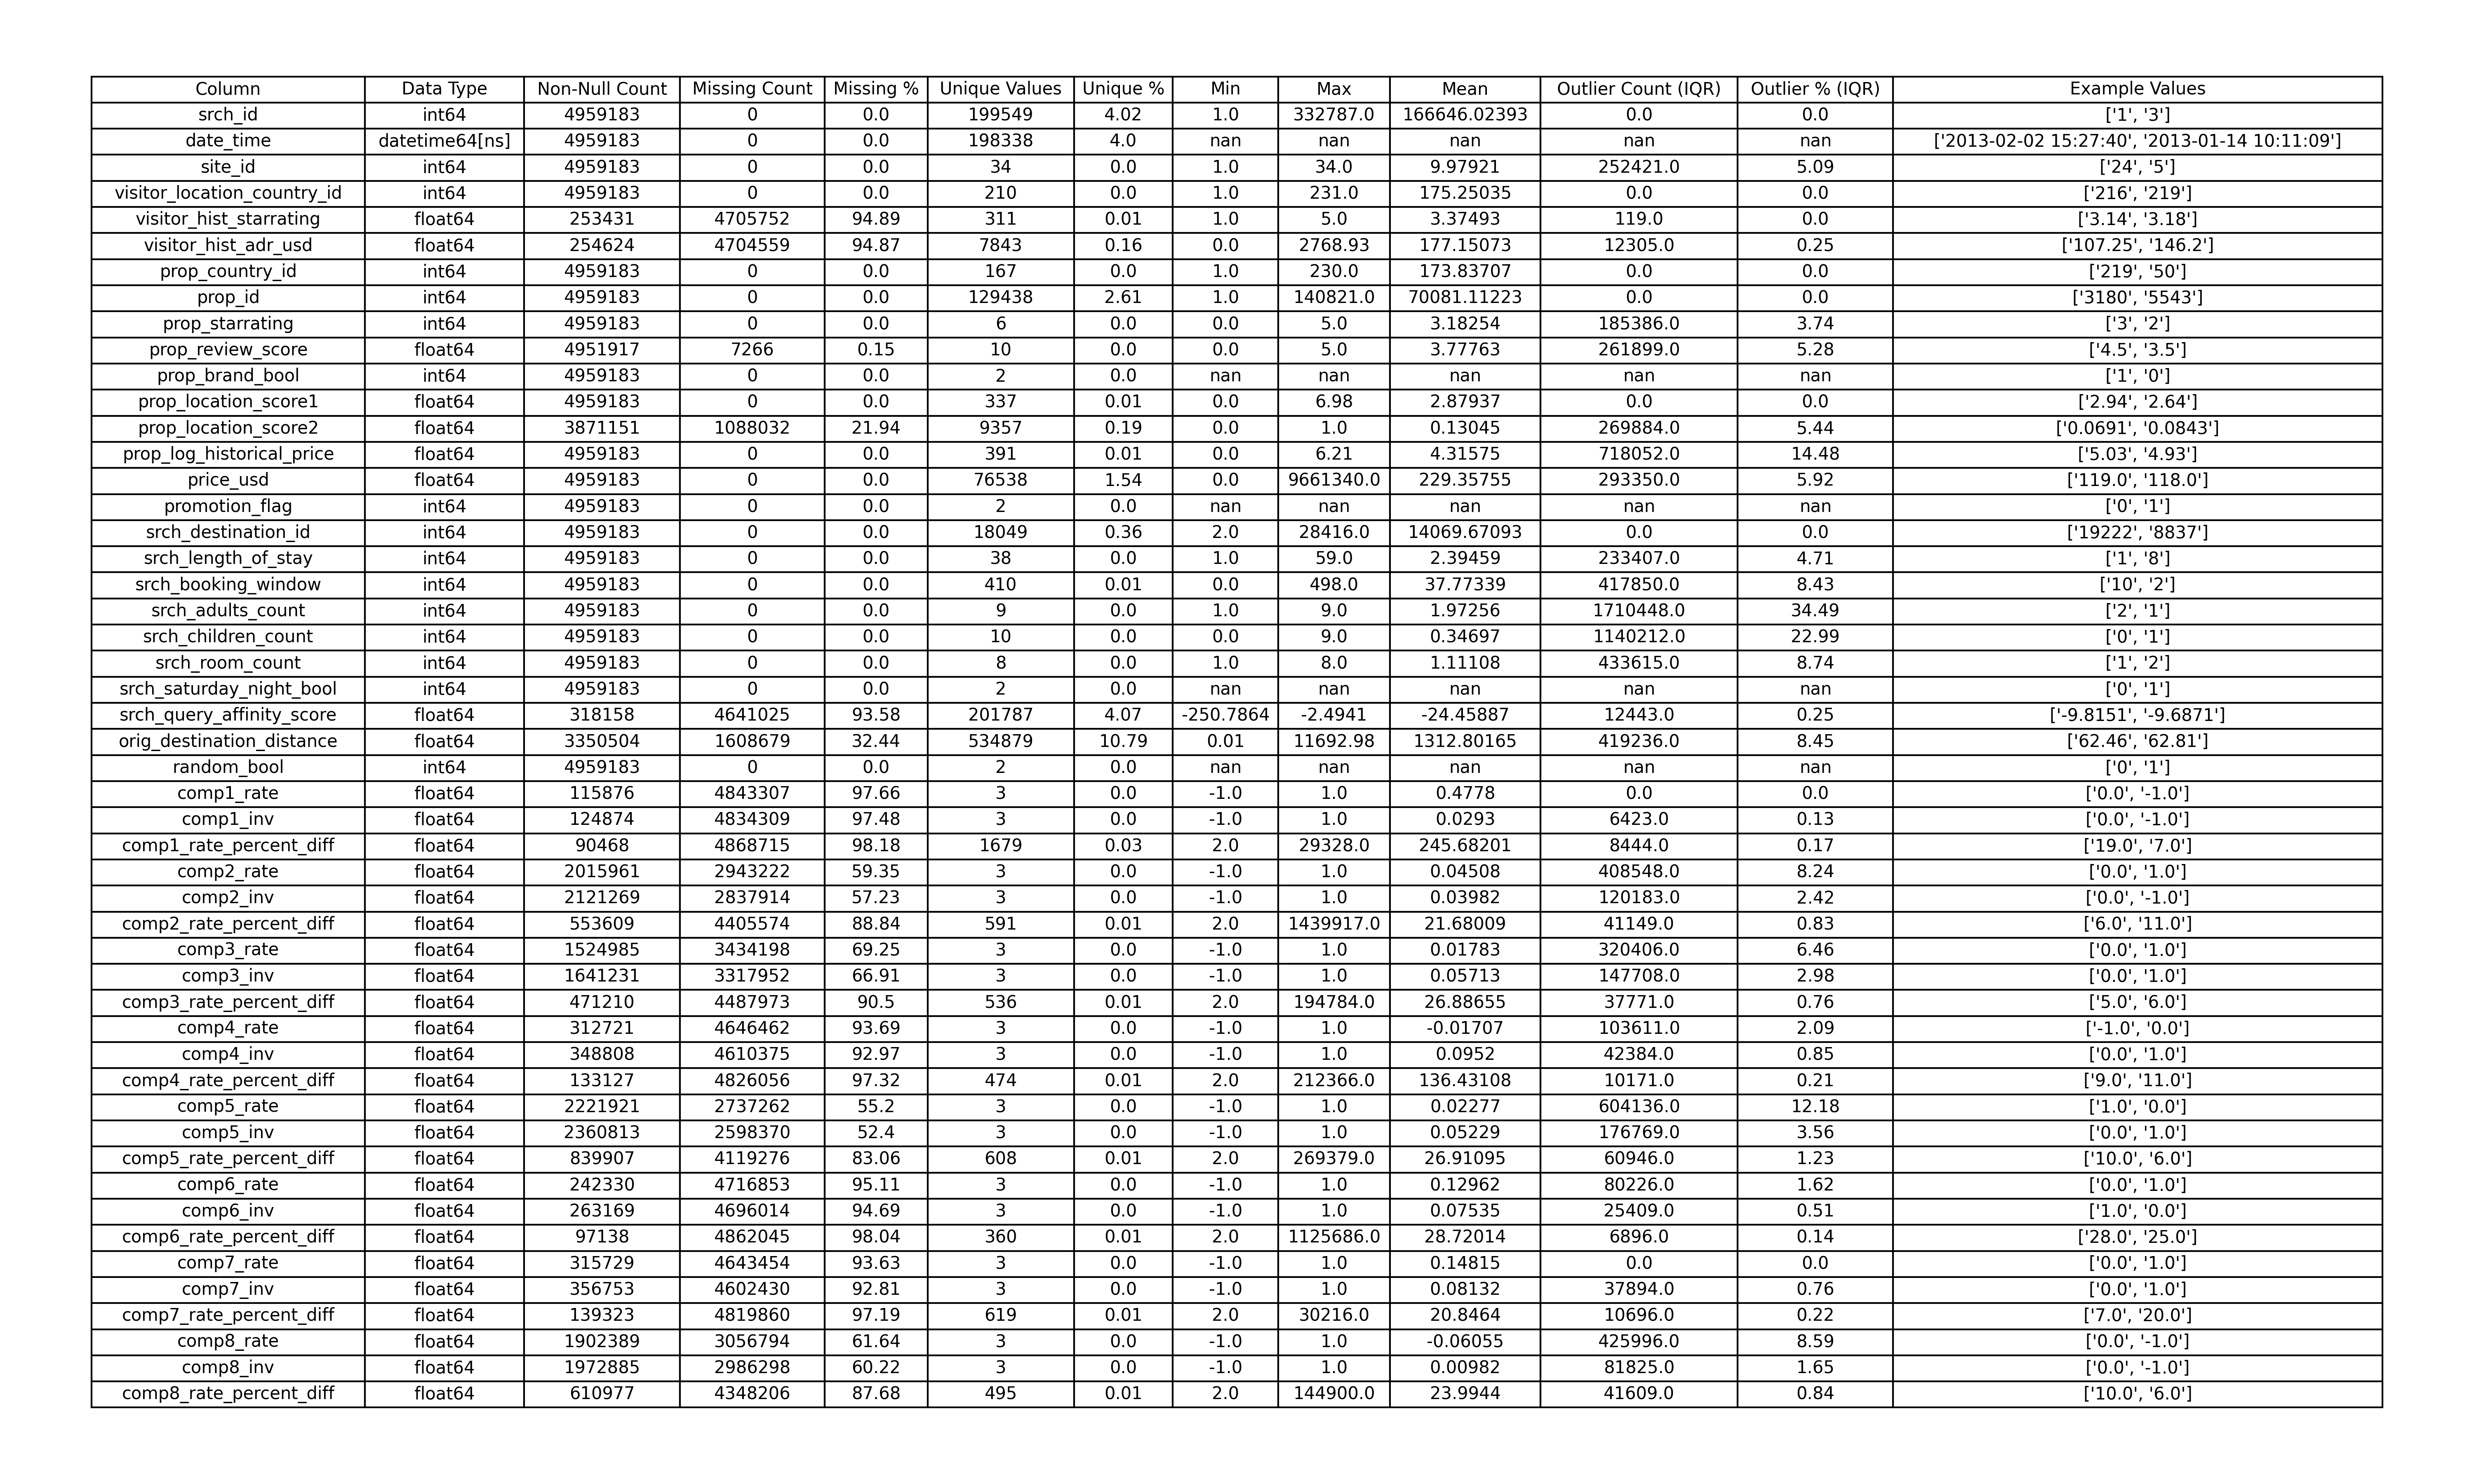 Column Data Type Non-Null Count Missing Count Missing % Unique Values Unique % Min Max Mean Outlier Count (IQR) Outlier % (IQR) Example Values
srch_id int64 4959183 0 0.0 199549 4.02 1.0 332787.0 166646.02393 0.0 0.0 ['1', '3']
date_time datetime64[ns] 4959183 0 0.0 198338 4.0 nan nan nan nan nan ['2013-02-02 15:27:40', '2013-01-14 10:11:09']
site_id int64 4959183 0 0.0 34 0.0 1.0 34.0 9.97921 252421.0 5.09 ['24', '5']
visitor_location_country_id int64 4959183 0 0.0 210 0.0 1.0 231.0 175.25035 0.0 0.0 ['216', '219']
visitor_hist_starrating float64 253431 4705752 94.89 311 0.01 1.0 5.0 3.37493 119.0 0.0 ['3.14', '3.18']
visitor_hist_adr_usd float64 254624 4704559 94.87 7843 0.16 0.0 2768.93 177.15073 12305.0 0.25 ['107.25', '146.2']
prop_country_id int64 4959183 0 0.0 167 0.0 1.0 230.0 173.83707 0.0 0.0 ['219', '50']
prop_id int64 4959183 0 0.0 129438 2.61 1.0 140821.0 70081.11223 0.0 0.0 ['3180', '5543']
prop_starrating int64 4959183 0 0.0 6 0.0 0.0 5.0 3.18254 185386.0 3.74 ['3', '2']
prop_review_score float64 4951917 7266 0.15 10 0.0 0.0 5.0 3.77763 261899.0 5.28 ['4.5', '3.5']
prop_brand_bool int64 4959183 0 0.0 2 0.0 nan nan nan nan nan ['1', '0']
prop_location_score1 float64 4959183 0 0.0 337 0.01 0.0 6.98 2.87937 0.0 0.0 ['2.94', '2.64']
prop_location_score2 float64 3871151 1088032 21.94 9357 0.19 0.0 1.0 0.13045 269884.0 5.44 ['0.0691', '0.0843']
prop_log_historical_price float64 4959183 0 0.0 391 0.01 0.0 6.21 4.31575 718052.0 14.48 ['5.03', '4.93']
price_usd float64 4959183 0 0.0 76538 1.54 0.0 9661340.0 229.35755 293350.0 5.92 ['119.0', '118.0']
promotion_flag int64 4959183 0 0.0 2 0.0 nan nan nan nan nan ['0', '1']
srch_destination_id int64 4959183 0 0.0 18049 0.36 2.0 28416.0 14069.67093 0.0 0.0 ['19222', '8837']
srch_length_of_stay int64 4959183 0 0.0 38 0.0 1.0 59.0 2.39459 233407.0 4.71 ['1', '8']
srch_booking_window int64 4959183 0 0.0 410 0.01 0.0 498.0 37.77339 417850.0 8.43 ['10', '2']
srch_adults_count int64 4959183 0 0.0 9 0.0 1.0 9.0 1.97256 1710448.0 34.49 ['2', '1']
srch_children_count int64 4959183 0 0.0 10 0.0 0.0 9.0 0.34697 1140212.0 22.99 ['0', '1']
srch_room_count int64 4959183 0 0.0 8 0.0 1.0 8.0 1.11108 433615.0 8.74 ['1', '2']
srch_saturday_night_bool int64 4959183 0 0.0 2 0.0 nan nan nan nan nan ['0', '1']
srch_query_affinity_score float64 318158 4641025 93.58 201787 4.07 -250.7864 -2.4941 -24.45887 12443.0 0.25 ['-9.8151', '-9.6871']
orig_destination_distance float64 3350504 1608679 32.44 534879 10.79 0.01 11692.98 1312.80165 419236.0 8.45 ['62.46', '62.81']
random_bool int64 4959183 0 0.0 2 0.0 nan nan nan nan nan ['0', '1']
comp1_rate float64 115876 4843307 97.66 3 0.0 -1.0 1.0 0.4778 0.0 0.0 ['0.0', '-1.0']
comp1_inv float64 124874 4834309 97.48 3 0.0 -1.0 1.0 0.0293 6423.0 0.13 ['0.0', '-1.0']
comp1_rate_percent_diff float64 90468 4868715 98.18 1679 0.03 2.0 29328.0 245.68201 8444.0 0.17 ['19.0', '7.0']
comp2_rate float64 2015961 2943222 59.35 3 0.0 -1.0 1.0 0.04508 408548.0 8.24 ['0.0', '1.0']
comp2_inv float64 2121269 2837914 57.23 3 0.0 -1.0 1.0 0.03982 120183.0 2.42 ['0.0', '-1.0']
comp2_rate_percent_diff float64 553609 4405574 88.84 591 0.01 2.0 1439917.0 21.68009 41149.0 0.83 ['6.0', '11.0']
comp3_rate float64 1524985 3434198 69.25 3 0.0 -1.0 1.0 0.01783 320406.0 6.46 ['0.0', '1.0']
comp3_inv float64 1641231 3317952 66.91 3 0.0 -1.0 1.0 0.05713 147708.0 2.98 ['0.0', '1.0']
comp3_rate_percent_diff float64 471210 4487973 90.5 536 0.01 2.0 194784.0 26.88655 37771.0 0.76 ['5.0', '6.0']
comp4_rate float64 312721 4646462 93.69 3 0.0 -1.0 1.0 -0.01707 103611.0 2.09 ['-1.0', '0.0']
comp4_inv float64 348808 4610375 92.97 3 0.0 -1.0 1.0 0.0952 42384.0 0.85 ['0.0', '1.0']
comp4_rate_percent_diff float64 133127 4826056 97.32 474 0.01 2.0 212366.0 136.43108 10171.0 0.21 ['9.0', '11.0']
comp5_rate float64 2221921 2737262 55.2 3 0.0 -1.0 1.0 0.02277 604136.0 12.18 ['1.0', '0.0']
comp5_inv float64 2360813 2598370 52.4 3 0.0 -1.0 1.0 0.05229 176769.0 3.56 ['0.0', '1.0']
comp5_rate_percent_diff float64 839907 4119276 83.06 608 0.01 2.0 269379.0 26.91095 60946.0 1.23 ['10.0', '6.0']
comp6_rate float64 242330 4716853 95.11 3 0.0 -1.0 1.0 0.12962 80226.0 1.62 ['0.0', '1.0']
comp6_inv float64 263169 4696014 94.69 3 0.0 -1.0 1.0 0.07535 25409.0 0.51 ['1.0', '0.0']
comp6_rate_percent_diff float64 97138 4862045 98.04 360 0.01 2.0 1125686.0 28.72014 6896.0 0.14 ['28.0', '25.0']
comp7_rate float64 315729 4643454 93.63 3 0.0 -1.0 1.0 0.14815 0.0 0.0 ['0.0', '1.0']
comp7_inv float64 356753 4602430 92.81 3 0.0 -1.0 1.0 0.08132 37894.0 0.76 ['0.0', '1.0']
comp7_rate_percent_diff float64 139323 4819860 97.19 619 0.01 2.0 30216.0 20.8464 10696.0 0.22 ['7.0', '20.0']
comp8_rate float64 1902389 3056794 61.64 3 0.0 -1.0 1.0 -0.06055 425996.0 8.59 ['0.0', '-1.0']
comp8_inv float64 1972885 2986298 60.22 3 0.0 -1.0 1.0 0.00982 81825.0 1.65 ['0.0', '-1.0']
comp8_rate_percent_diff float64 610977 4348206 87.68 495 0.01 2.0 144900.0 23.9944 41609.0 0.84 ['10.0', '6.0']